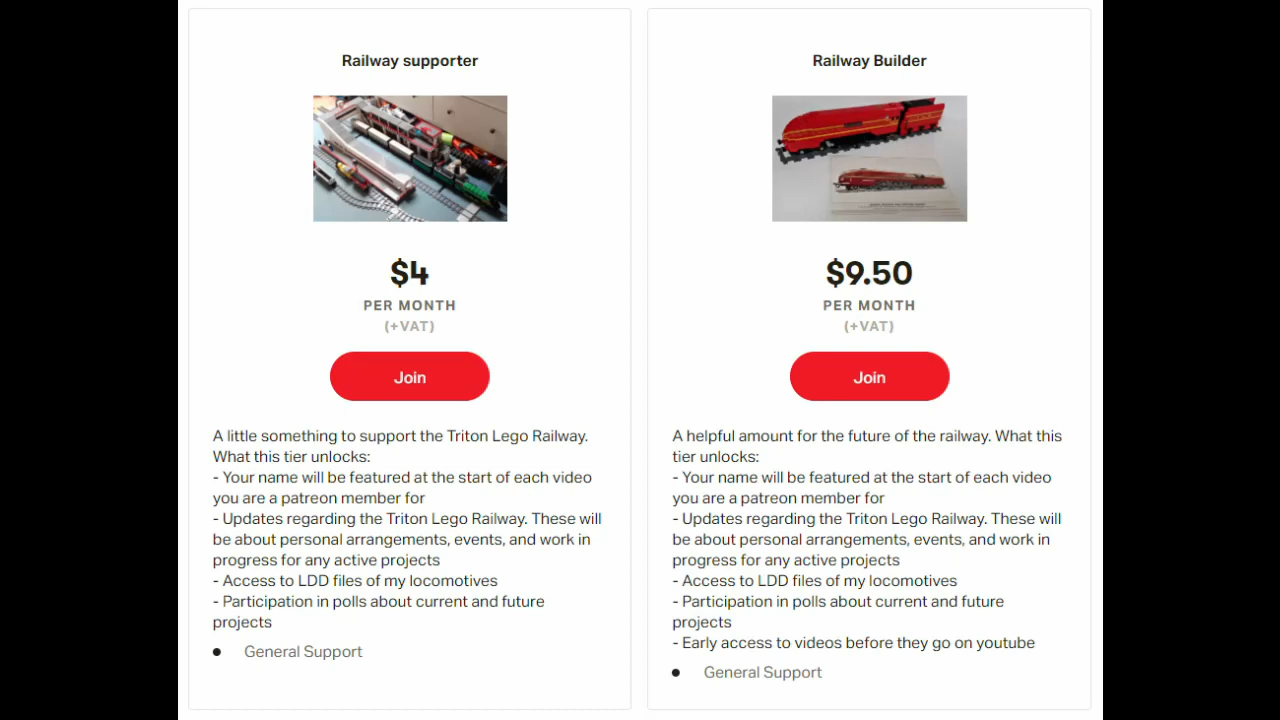 Railway supporter
$4
PER MONTH
(+VAT)
Join
A little something to support the Triton Lego Railway.
What this tier unlocks:
- Your name will be featured at the start of each video
you are a patreon member for
- Updates regarding the Triton Lego Railway. These will
be about personal arrangements, events, and work in
progress for any active projects
- Access to LDD files of my locomotives
- Participation in polls about current and future
projects
● General Support
Railway Builder
$9.50
PER MONTH
(+VAT)
Join
A helpful amount for the future of the railway. What this
tier unlocks:
- Your name will be featured at the start of each video
you are a patreon member for
- Updates regarding the Triton Lego Railway. These will
be about personal arrangements, events, and work in
progress for any active projects
- Access to LDD files of my locomotives
- Participation in polls about current and future
projects
- Early access to videos before they go on youtube
● General Support